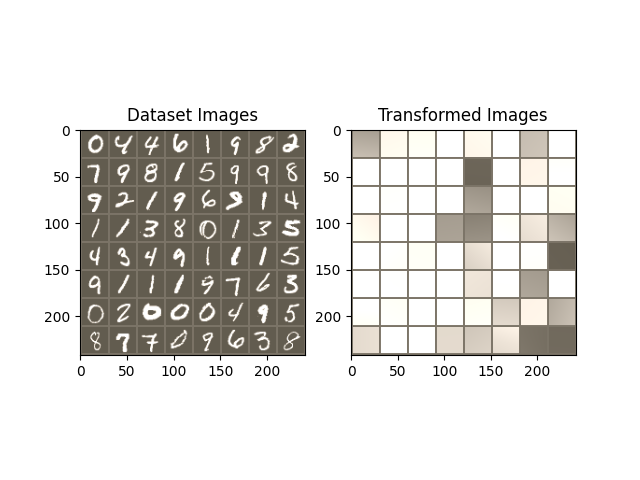 Dataset Images
Transformed Images
0
50
100
150
200
0 4 4 6 1 9 8 2
7 9 8 1 5 9 9 8
9 2 1 9 6 9 1 4
1 1 3 8 0 1 3 5
4 3 4 9 1 1 1 5
9 1 1 1 9 7 6 3
0 2 0 0 0 4 9 5
8 7 7 0 9 6 3 8
0 50 100 150 200
0
50
100
150
200
0 50 100 150 200